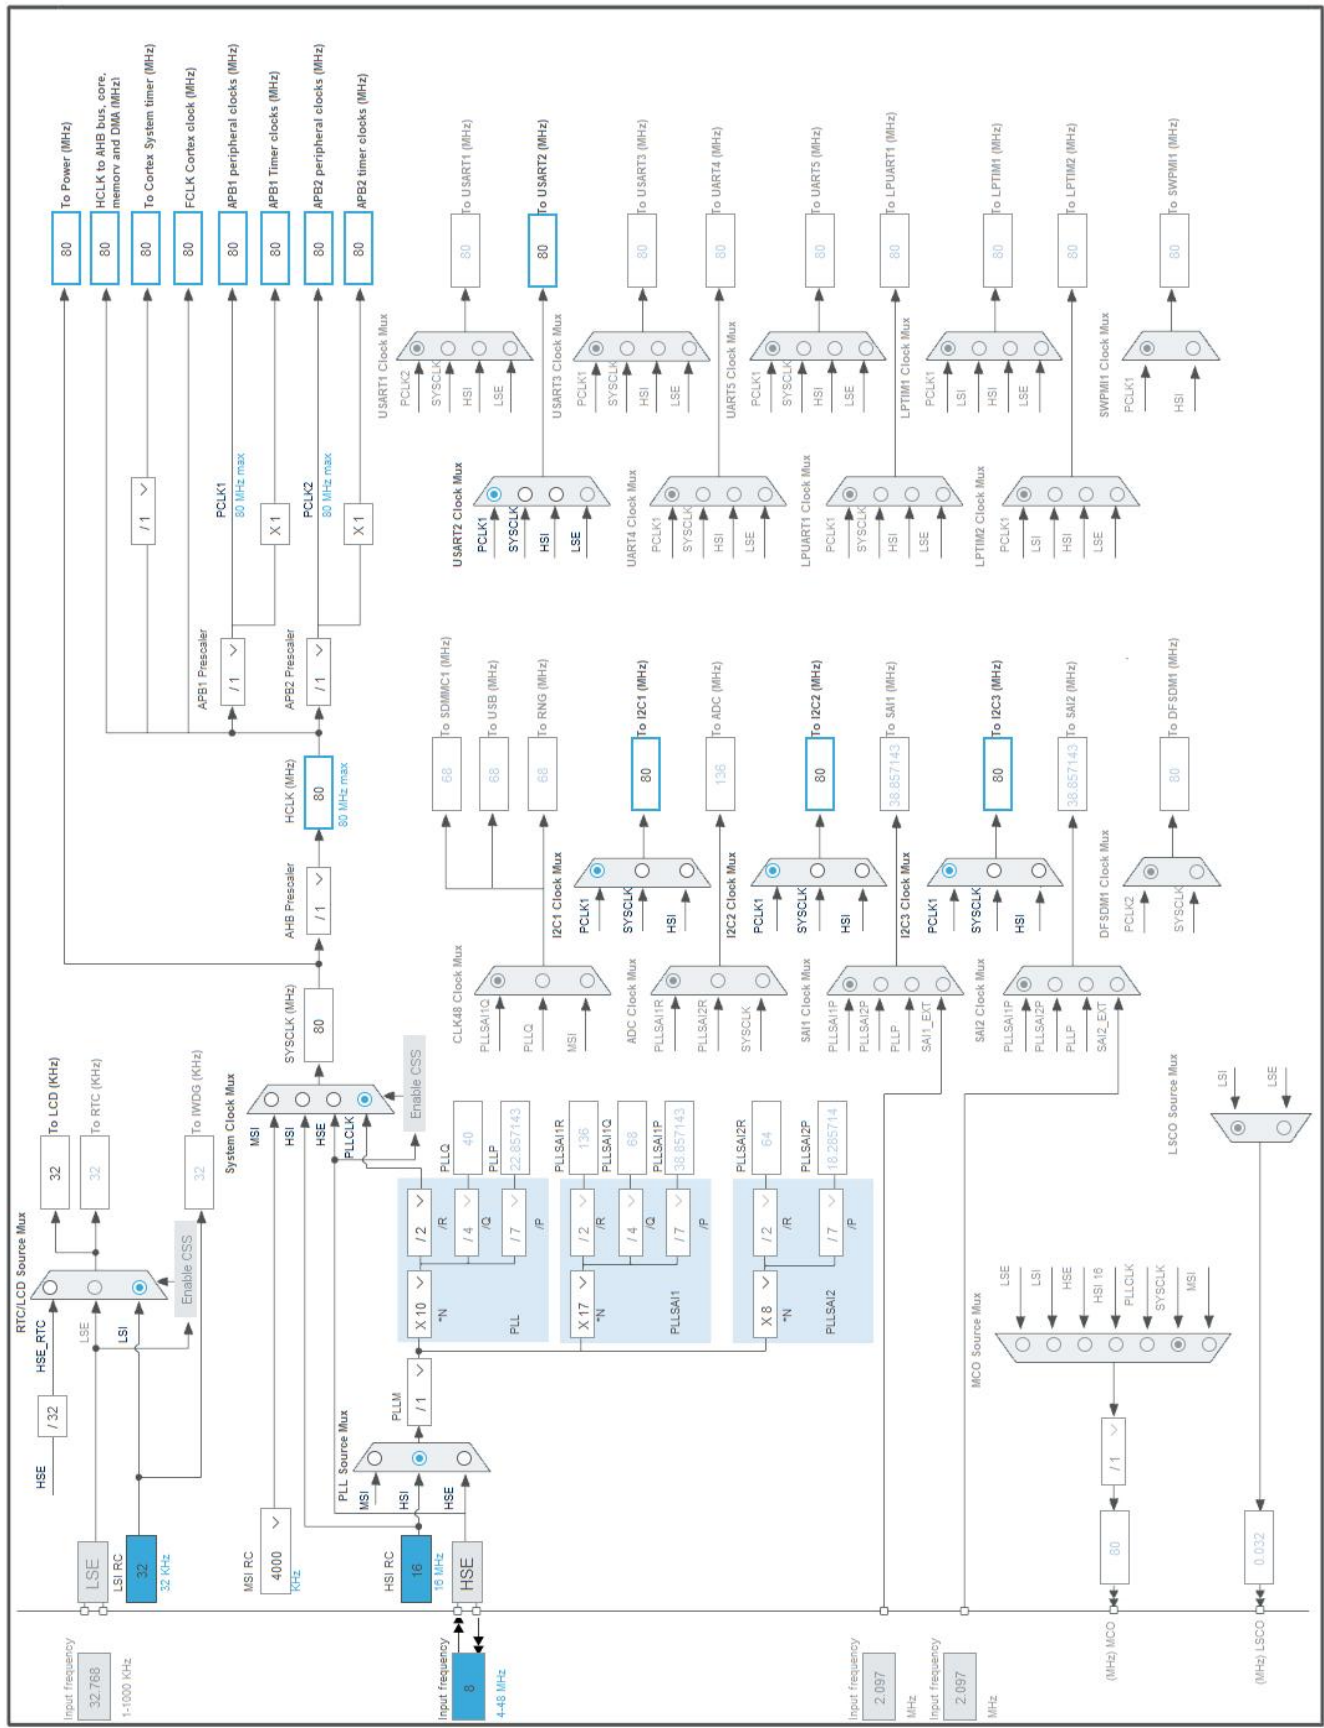 Input frequency
32.768
1-1000 KHz
LSE
LSI RC
32
32 KHz
HSE
/ 32
HSE_RTC
LSE
LSI
RTC/LCD Source Mux
Enable CSS
32
To LCD (KHz)
32
To RTC (KHz)
32
To IWDG (KHz)
MSI RC
4000
KHz
HSI RC
16
16 MHz
Input frequency
8
4-48 MHz
HSE
PLL Source Mux
MSI
HSI
HSE
PLLM
/ 1
X 10
*N
PLL
/ 2
/R
/ 4
/Q
/ 7
/P
PLLQ
40
PLLP
22.857143
X 17
*N
PLLSAI1
/ 2
/R
/ 4
/Q
/ 7
/P
PLLSAI1R
136
PLLSAI1Q
68
PLLSAI1P
38.857143
X 8
*N
PLLSAI2
/ 2
/R
/ 7
/P
PLLSAI2R
64
PLLSAI2P
18.285714
System Clock Mux
MSI
HSI
HSE
PLLCLK
Enable CSS
SYSCLK (MHz)
80
AHB Prescaler
/ 1
HCLK (MHz)
80
80 MHz max
APB1 Prescaler
/ 1
APB2 Prescaler
/ 1
/ 1
PCLK1
80 MHz max
X 1
PCLK2
80 MHz max
X 1
80
To Power (MHz)
80
HCLK to AHB bus, core,
memory and DMA (MHz)
80
To Cortex System timer (MHz)
80
FCLK Cortex clock (MHz)
80
APB1 peripheral clocks (MHz)
80
APB1 Timer clocks (MHz)
80
APB2 peripheral clocks (MHz)
80
APB2 timer clocks (MHz)
CLK48 Clock Mux
PLLSAI1Q
PLLQ
MSI
68
To SDMMC1 (MHz)
68
To USB (MHz)
68
To RNG (MHz)
I2C1 Clock Mux
PCLK1
SYSCLK
HSI
80
To I2C1 (MHz)
ADC Clock Mux
PLLSAI1R
PLLSAI2R
SYSCLK
136
To ADC (MHz)
I2C2 Clock Mux
PCLK1
SYSCLK
HSI
80
To I2C2 (MHz)
SAI1 Clock Mux
PLLSAI1P
PLLSAI2P
PLLP
SAI1_EXT
38.857143
To SAI1 (MHz)
I2C3 Clock Mux
PCLK1
SYSCLK
HSI
80
To I2C3 (MHz)
SAI2 Clock Mux
PLLSAI1P
PLLSAI2P
PLLP
SAI2_EXT
38.857143
To SAI2 (MHz)
DFSDM1 Clock Mux
PCLK2
SYSCLK
80
To DFSDM1 (MHz)
USART1 Clock Mux
PCLK2
SYSCLK
HSI
LSE
80
To USART1 (MHz)
USART2 Clock Mux
PCLK1
SYSCLK
HSI
LSE
80
To USART2 (MHz)
USART3 Clock Mux
PCLK1
SYSCLK
HSI
LSE
80
To USART3 (MHz)
UART4 Clock Mux
PCLK1
SYSCLK
HSI
LSE
80
To UART4 (MHz)
UART5 Clock Mux
PCLK1
SYSCLK
HSI
LSE
80
To UART5 (MHz)
LPUART1 Clock Mux
PCLK1
SYSCLK
HSI
LSE
80
To LPUART1 (MHz)
LPTIM1 Clock Mux
PCLK1
LSI
HSI
LSE
80
To LPTIM1 (MHz)
LPTIM2 Clock Mux
PCLK1
LSI
HSI
LSE
80
To LPTIM2 (MHz)
SWPMI1 Clock Mux
PCLK1
HSI
80
To SWPMI1 (MHz)
Input frequency
2.097
MHz
Input frequency
2.097
MHz
MCO Source Mux
LSE
LSI
HSE
HSI 16
PLLCLK
SYSCLK
MSI
/ 1
80
(MHz) MCO
LSCO Source Mux
LSI
LSE
0.032
(MHz) LSCO